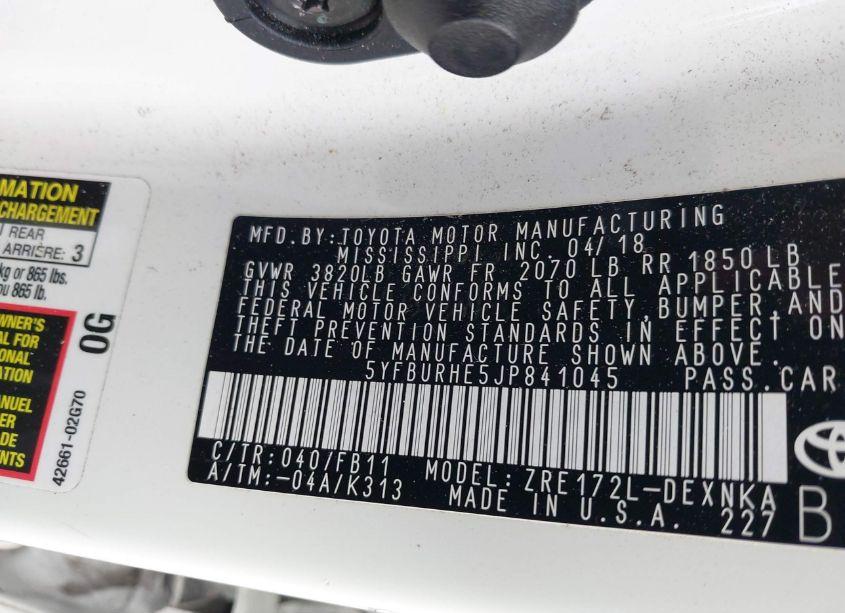 MATION
CHARGEMENT
REAR
ARRIÈRE: 3
kg or 865 lbs.
ou 865 lb.
WNER'S
AL FOR
IONAL
ATION
ANUEL
ER
DE
ENTS
0G
42661-02G70
MFD.BY:TOYOTA MOTOR MANUFACTURING
MISSISSIPPI INC. 04/18
GVWR 3820LB GAWR FR 2070 LB RR 1850 LB
THIS VEHICLE CONFORMS TO ALL APPLICABLE
FEDERAL MOTOR VEHICLE SAFETY,BUMPER,AND
THEFT PREVENTION STANDARDS IN EFFECT ON
THE DATE OF MANUFACTURE SHOWN ABOVE.
5YFBURHE5JP841045 PASS.CAR
C/TR:040/FB11 MODEL:ZRE172L-DEXNKA
A/TM:-04A/K313 MADE IN U.S.A. 227
B